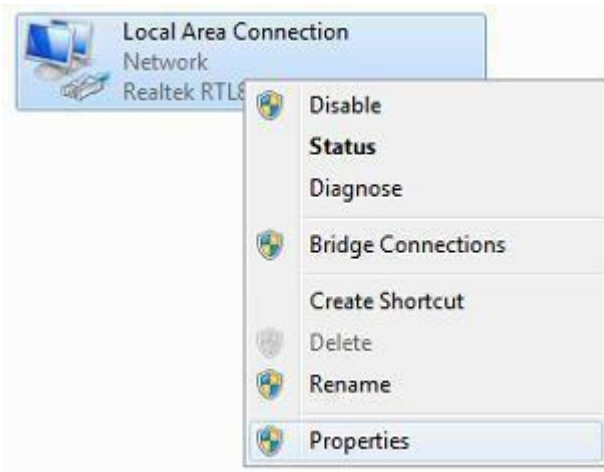 Local Area Connection
Network
Realtek RTL8
Disable
Status
Diagnose
Bridge Connections
Create Shortcut
Delete
Rename
Properties